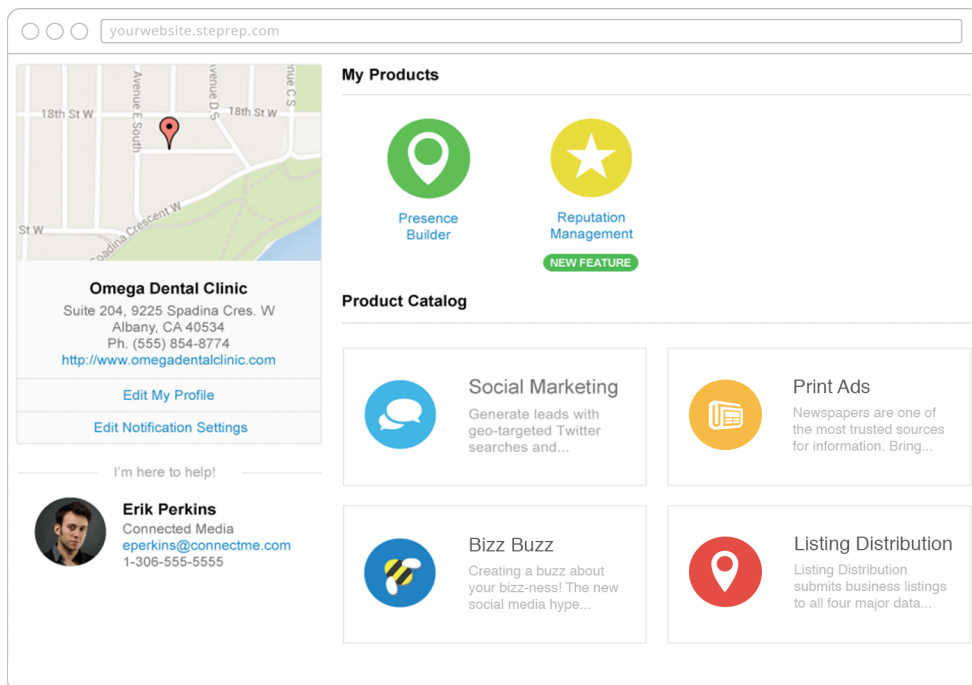 yourwebsite.steprep.com
Avenue E South
venue D S
nue C S
18th St W
18th St W
St W
Spadina Crescent W
Omega Dental Clinic
Suite 204, 9225 Spadina Cres. W
Albany, CA 40534
Ph. (555) 854-8774
http://www.omegadentalclinic.com
Edit My Profile
Edit Notification Settings
I'm here to help!
Erik Perkins
Connected Media
eperkins@connectme.com
1-306-555-5555
My Products
Presence
Builder
Reputation
Management
NEW FEATURE
Product Catalog
Social Marketing
Generate leads with
geo-targeted Twitter
searches and...
Print Ads
Newspapers are one of
the most trusted sources
for information. Bring...
Bizz Buzz
Creating a buzz about
your bizz-ness! The new
social media hype...
Listing Distribution
Listing Distribution
submits business listings
to all four major data...